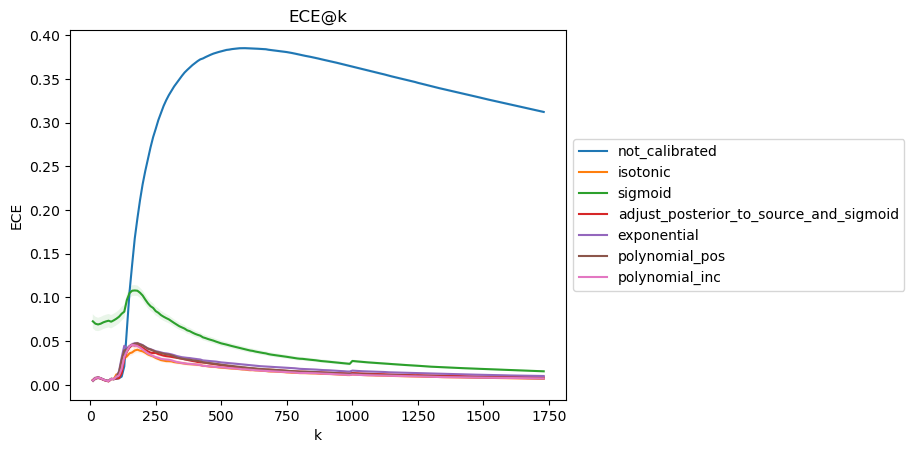 ECE@k
0.40
0.35
0.30
0.25
0.20
0.15
0.10
0.05
0.00
ECE
0
250
500
750
1000
1250
1500
1750
k
not_calibrated
isotonic
sigmoid
adjust_posterior_to_source_and_sigmoid
exponential
polynomial_pos
polynomial_inc